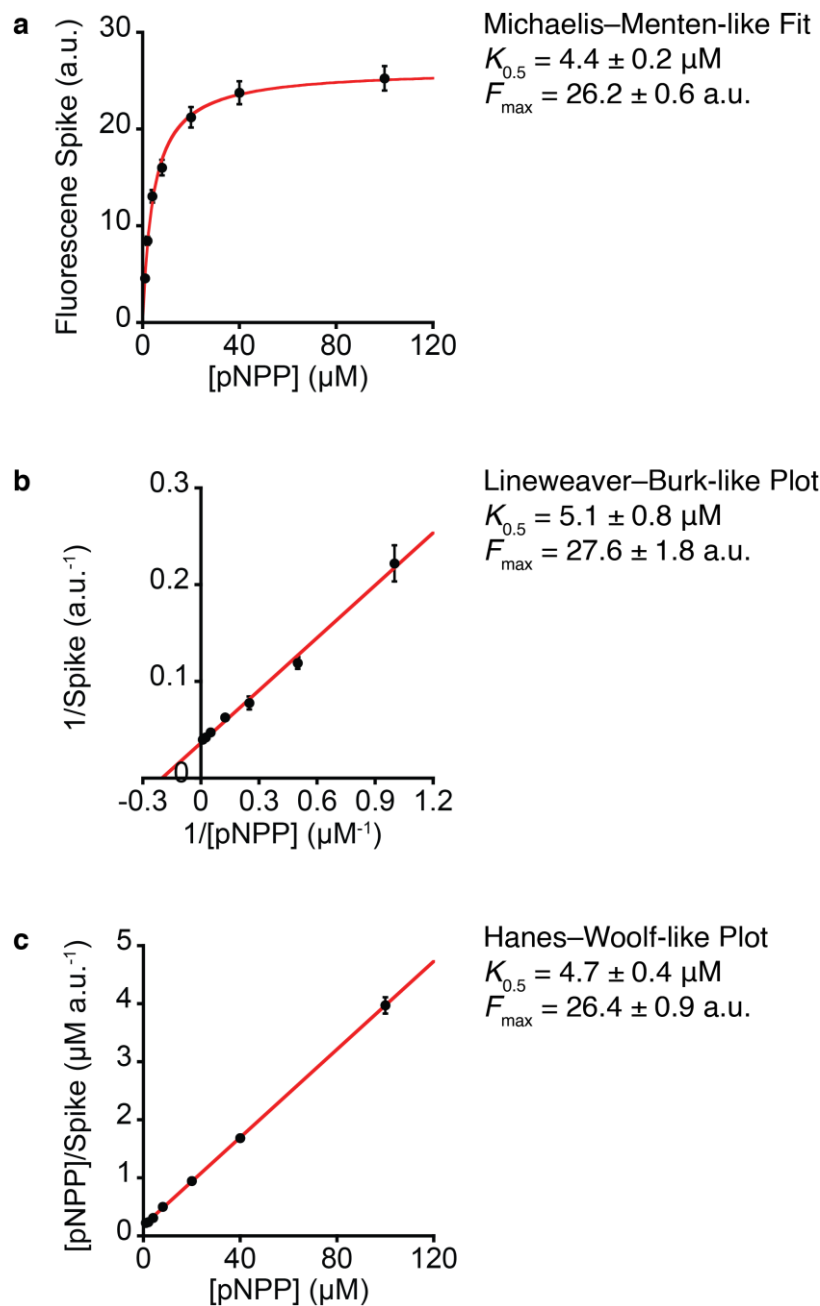 a
Michaelis–Menten-like Fit
K0.5 = 4.4 ± 0.2 µM
Fmax = 26.2 ± 0.6 a.u.
Fluorescene Spike (a.u.)
30
20
10
0
0 40 80 120
[pNPP] (µM)
b
Lineweaver–Burk-like Plot
K0.5 = 5.1 ± 0.8 µM
Fmax = 27.6 ± 1.8 a.u.
1/Spike (a.u.-1)
0.3
0.2
0.1
0
-0.3 0 0.3 0.6 0.9 1.2
1/[pNPP] (µM-1)
c
Hanes–Woolf-like Plot
K0.5 = 4.7 ± 0.4 µM
Fmax = 26.4 ± 0.9 a.u.
[pNPP]/Spike (µM a.u.-1)
5
4
3
2
1
0
0 40 80 120
[pNPP] (µM)